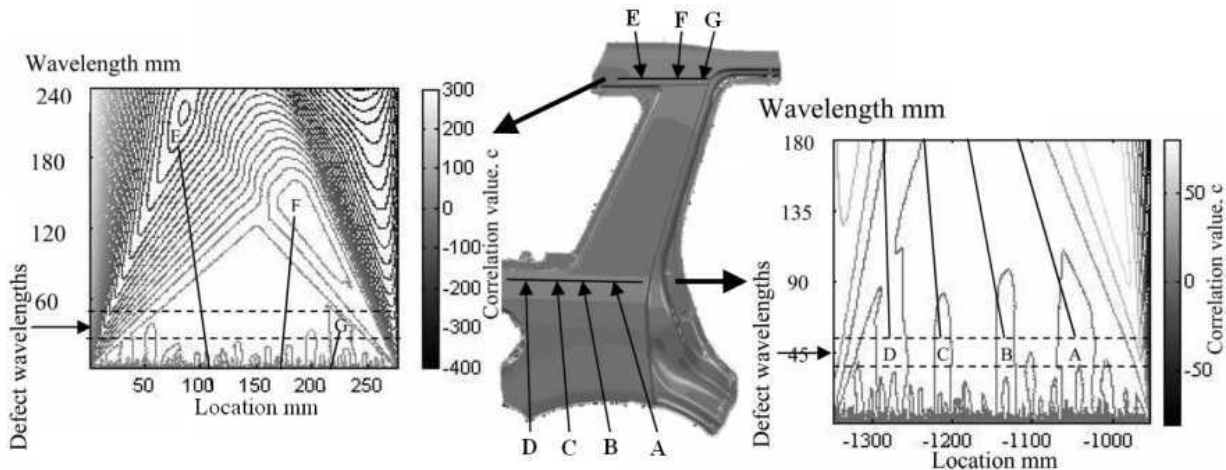 E F G
Wavelength mm
240
180
120
60
E
F
G
50 100 150 200 250
Location mm
Defect wavelengths
300
200
100
0
-100
-200
-300
-400
Correlation value. c
D C B A
Wavelength mm
180
135
90
45
D C B A
-1300 -1200 -1100 -1000
Location mm
Defect wavelengths
50
0
-50
Correlation value. c